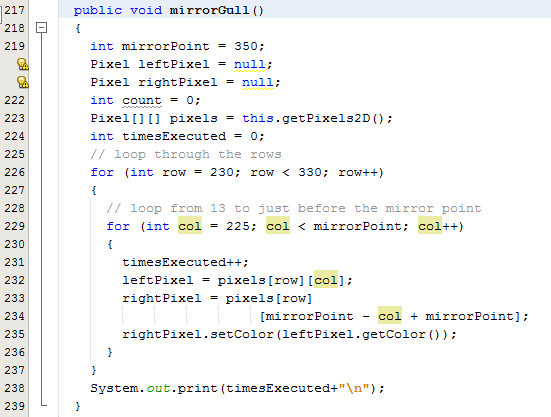 217 public void mirrorGull()
218 {
219 int mirrorPoint = 350;
Pixel leftPixel = null;
Pixel rightPixel = null;
222 int count = 0;
223 Pixel[][] pixels = this.getPixels2D();
224 int timesExecuted = 0;
225 // loop through the rows
226 for (int row = 230; row < 330; row++)
227 {
228 // loop from 13 to just before the mirror point
229 for (int col = 225; col < mirrorPoint; col++)
230 {
231 timesExecuted++;
232 leftPixel = pixels[row][col];
233 rightPixel = pixels[row]
234 [mirrorPoint - col + mirrorPoint];
235 rightPixel.setColor(leftPixel.getColor());
236 }
237 }
238 System.out.print(timesExecuted+"\n");
239 }